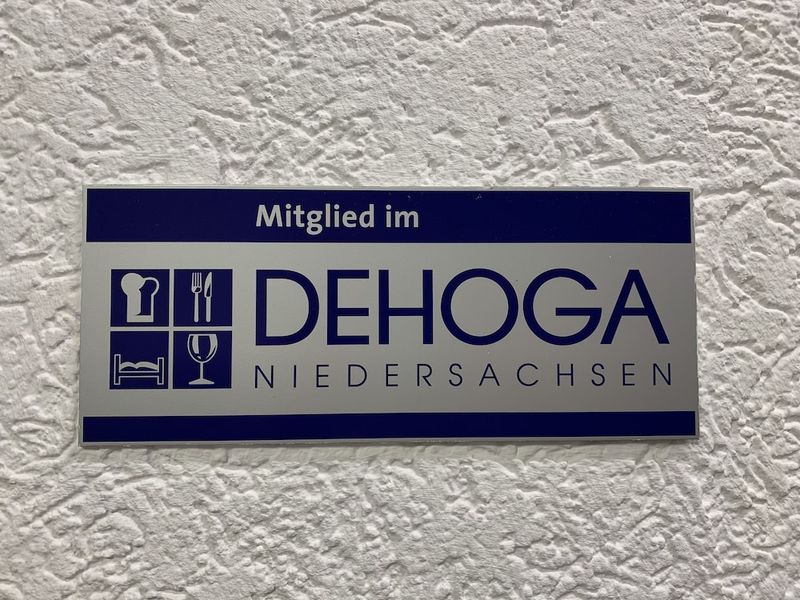 Mitglied im
DEHOGA
NIEDERSACHSEN